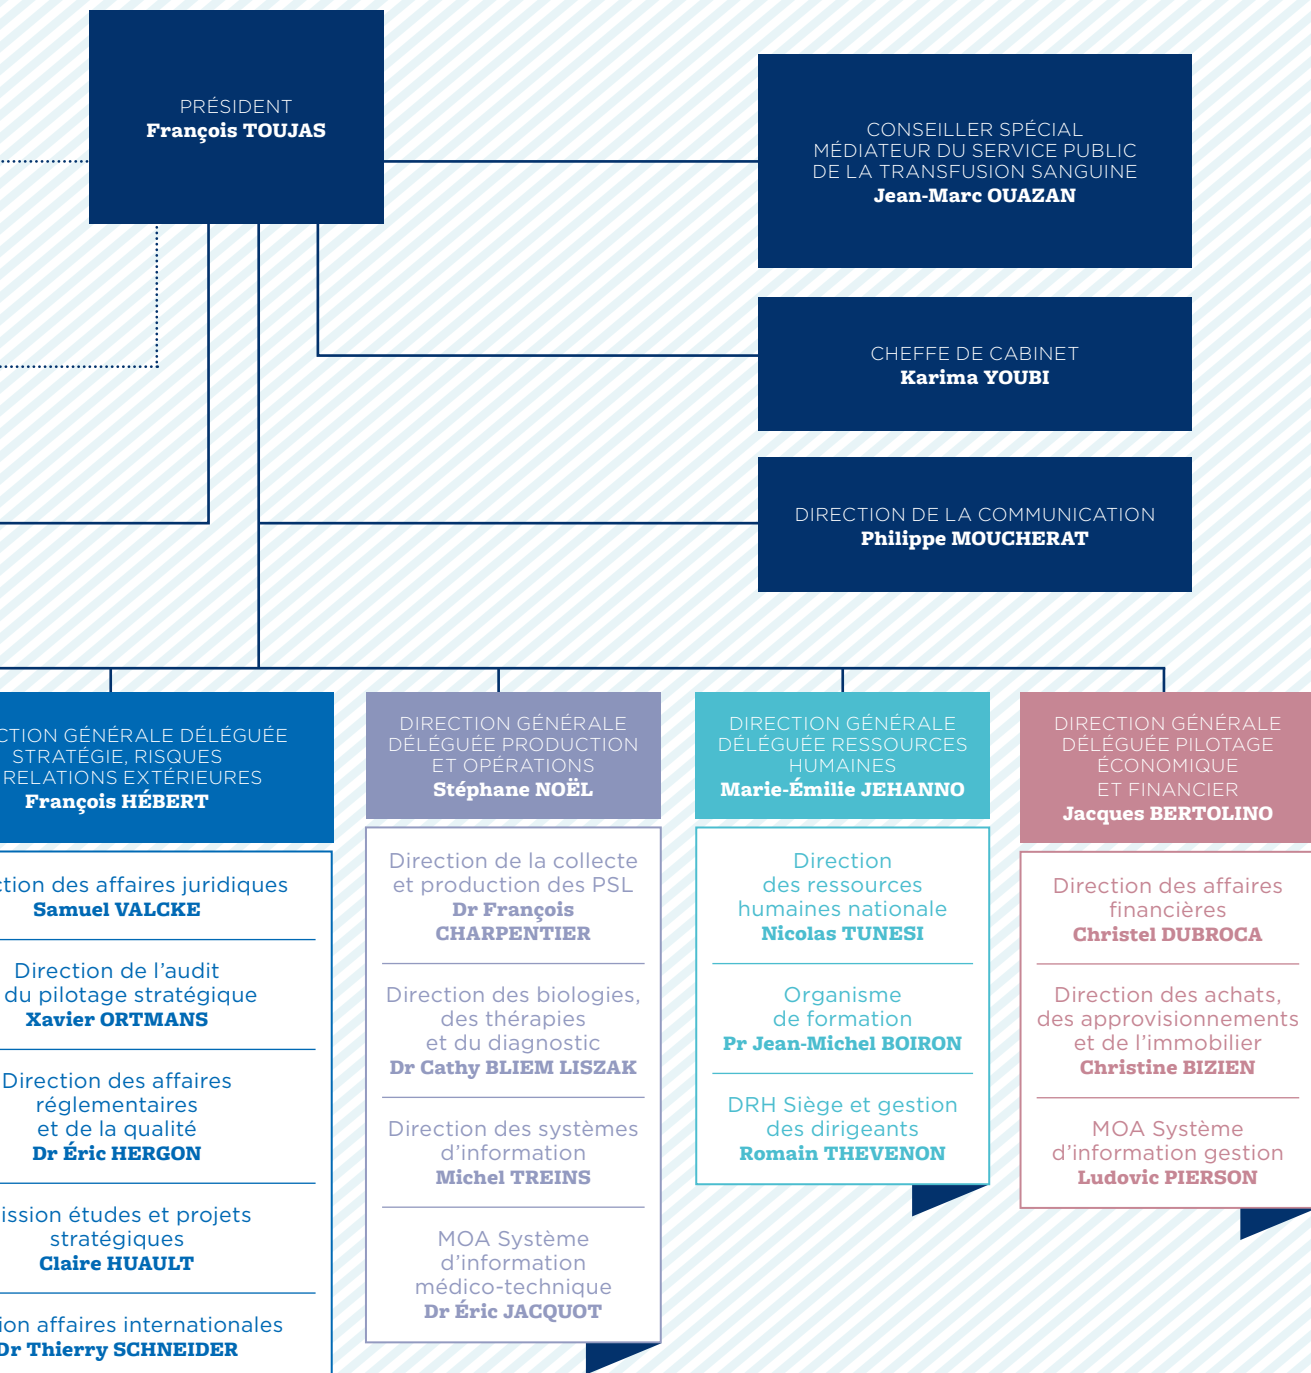 PRÉSIDENT
François TOUJAS
CONSEILLER SPÉCIAL
MÉDIATEUR DU SERVICE PUBLIC
DE LA TRANSFUSION SANGUINE
Jean-Marc OUAZAN
CHEFFE DE CABINET
Karima YOUBI
DIRECTION DE LA COMMUNICATION
Philippe MOUCHERAT
GÉNÉRALE DÉLÉGUÉE
STRATÉGIE, RISQUES
RELATIONS EXTÉRIEURES
François HÉBERT
des affaires juridiques
Samuel VALCKE
Direction de l’audit
du pilotage stratégique
Xavier ORTMANS
Direction des affaires
réglementaires
et de la qualité
Dr Éric HERGON
études et projets
stratégiques
Claire HUAULT
affaires internationales
Dr Thierry SCHNEIDER
DIRECTION GÉNÉRALE
DÉLÉGUÉE PRODUCTION
ET OPÉRATIONS
Stéphane NOËL
Direction de la collecte
et production des PSL
Dr François
CHARPENTIER
Direction des biologies,
des thérapies
et du diagnostic
Dr Cathy BLIEM LISZAK
Direction des systèmes
d’information
Michel TREINS
MOA Système
d’information
médico-technique
Dr Éric JACQUOT
DIRECTION GÉNÉRALE
DÉLÉGUÉE RESSOURCES
HUMAINES
Marie-Émilie JEHANNO
Direction
des ressources
humaines nationale
Nicolas TUNESI
Organisme
de formation
Pr Jean-Michel BOIRON
DRH Siège et gestion
des dirigeants
Romain THEVENON
DIRECTION GÉNÉRALE
DÉLÉGUÉE PILOTAGE
ÉCONOMIQUE
ET FINANCIER
Jacques BERTOLINO
Direction des affaires
financières
Christel DUBROCA
Direction des achats,
des approvisionnements
et de l’immobilier
Christine BIZIEN
MOA Système
d’information gestion
Ludovic PIERSON